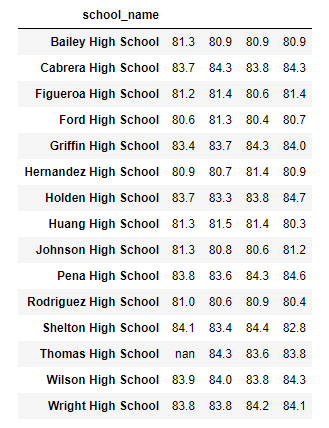 school_name
Bailey High School 81.3 80.9 80.9 80.9
Cabrera High School 83.7 84.3 83.8 84.3
Figueroa High School 81.2 81.4 80.6 81.4
Ford High School 80.6 81.3 80.4 80.7
Griffin High School 83.4 83.7 84.3 84.0
Hernandez High School 80.9 80.7 81.4 80.9
Holden High School 83.7 83.3 83.8 84.7
Huang High School 81.3 81.5 81.4 80.3
Johnson High School 81.3 80.8 80.6 81.2
Pena High School 83.8 83.6 84.3 84.6
Rodriguez High School 81.0 80.6 80.9 80.4
Shelton High School 84.1 83.4 84.4 82.8
Thomas High School nan 84.3 83.6 83.8
Wilson High School 83.9 84.0 83.8 84.3
Wright High School 83.8 83.8 84.2 84.1